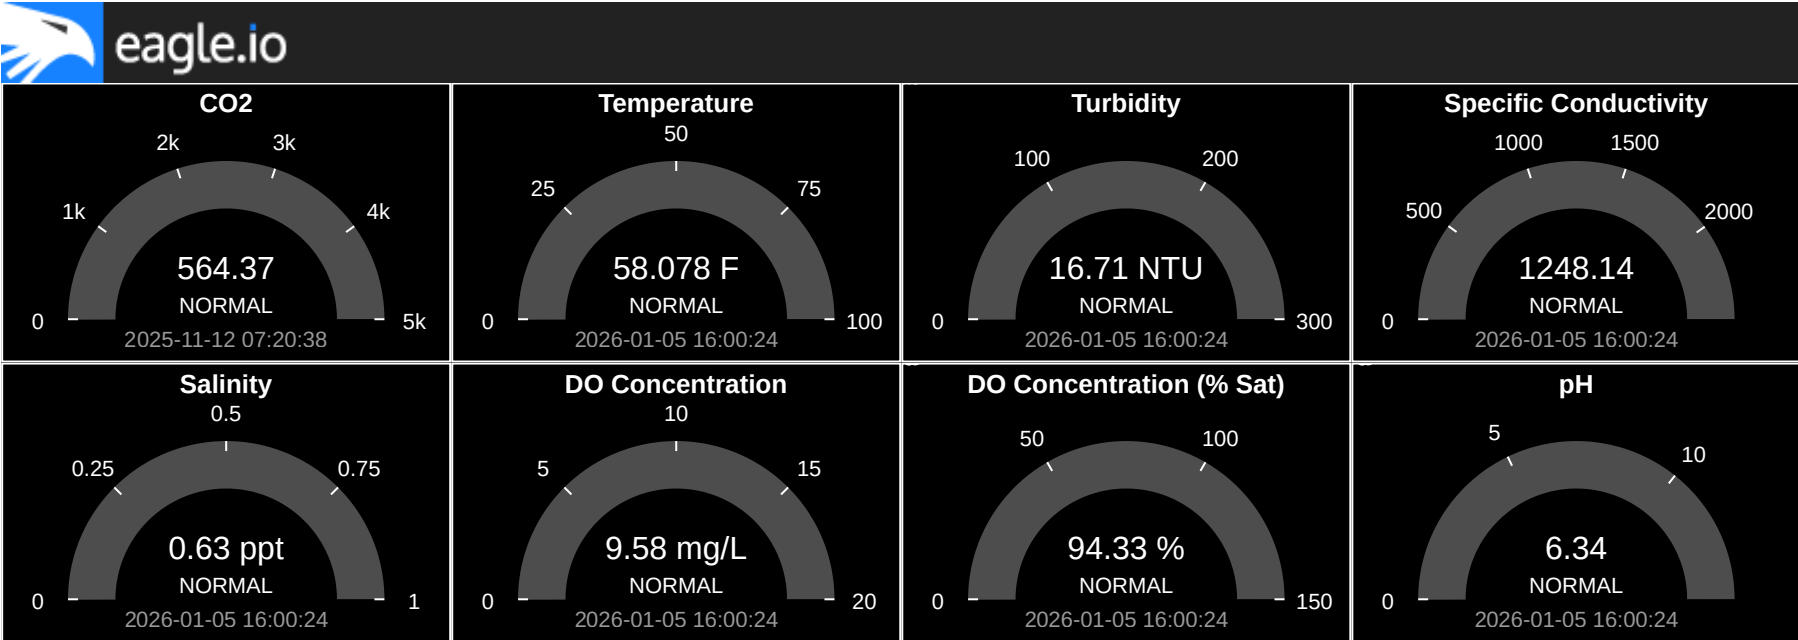 eagle.io
CO2
2k 3k
1k 4k
564.37
NORMAL
0 5k
2025-11-12 07:20:38
Temperature
50
25 75
58.078 F
NORMAL
0 100
2026-01-05 16:00:24
Turbidity
100 200
16.71 NTU
NORMAL
0 300
2026-01-05 16:00:24
Specific Conductivity
1000 1500
500 2000
1248.14
NORMAL
0
2026-01-05 16:00:24
Salinity
0.5
0.25 0.75
0.63 ppt
NORMAL
0 1
2026-01-05 16:00:24
DO Concentration
10
5 15
9.58 mg/L
NORMAL
0 20
2026-01-05 16:00:24
DO Concentration (% Sat)
50 100
94.33 %
NORMAL
0 150
2026-01-05 16:00:24
pH
5
10
6.34
NORMAL
0
2026-01-05 16:00:24